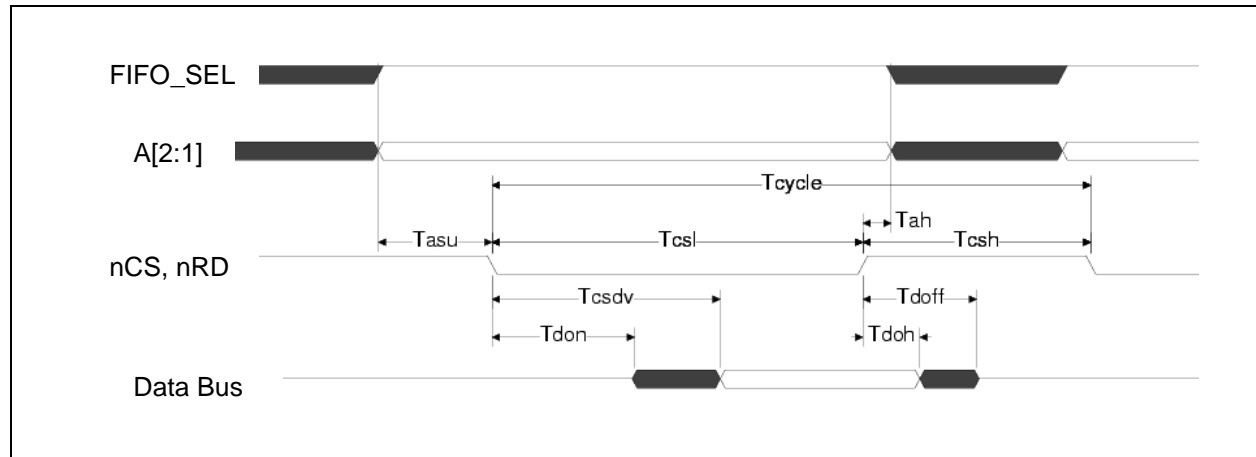 FIFO_SEL
A[2:1]
Tcycle
Tah
Tasu
Tcsl
Tcsh
nCS, nRD
Tcsdv
Tdoff
Tdon
Tdoh
Data Bus